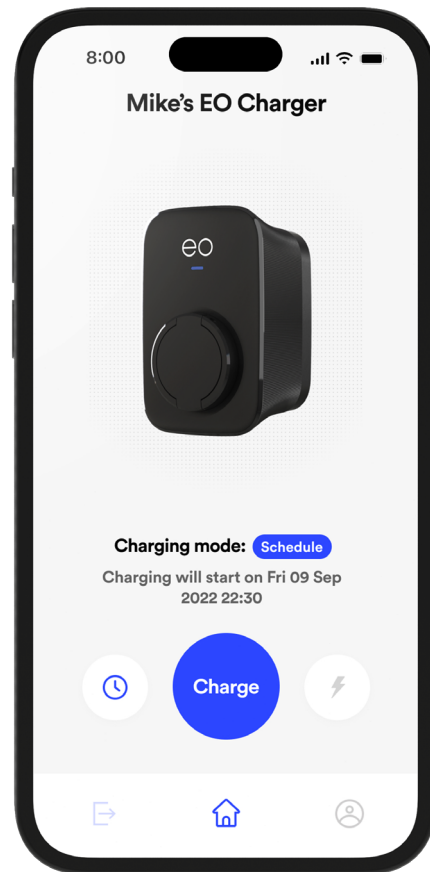 8:00
Mike's EO Charger
eo
Charging mode: Schedule
Charging will start on Fri 09 Sep
2022 22:30
Charge